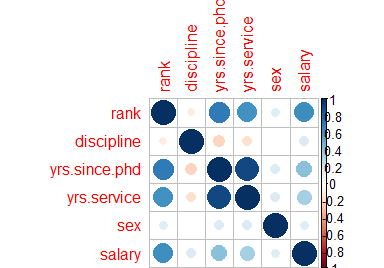 rank
discipline
yrs.since.phd
yrs.service
sex
salary
rank
discipline
yrs.since.phd
yrs.service
sex
salary
1
0.8
0.6
0.4
0.2
0
-0.2
-0.4
-0.6
-0.8